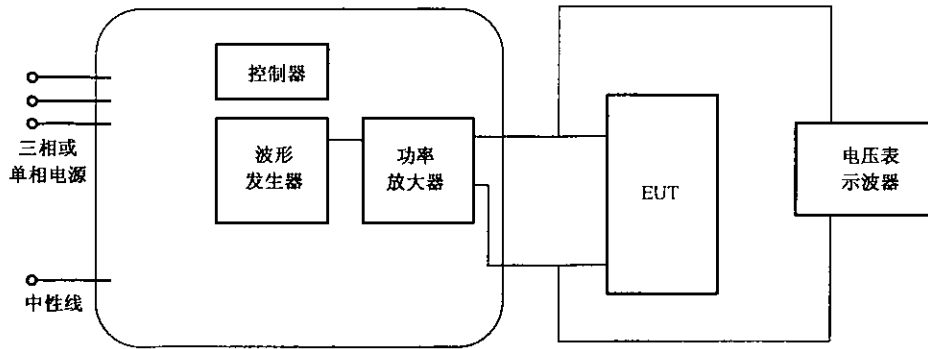 控制器
三相或
单相电源
波形
发生器
功率
放大器
EUT
电压表
示波器
中性线